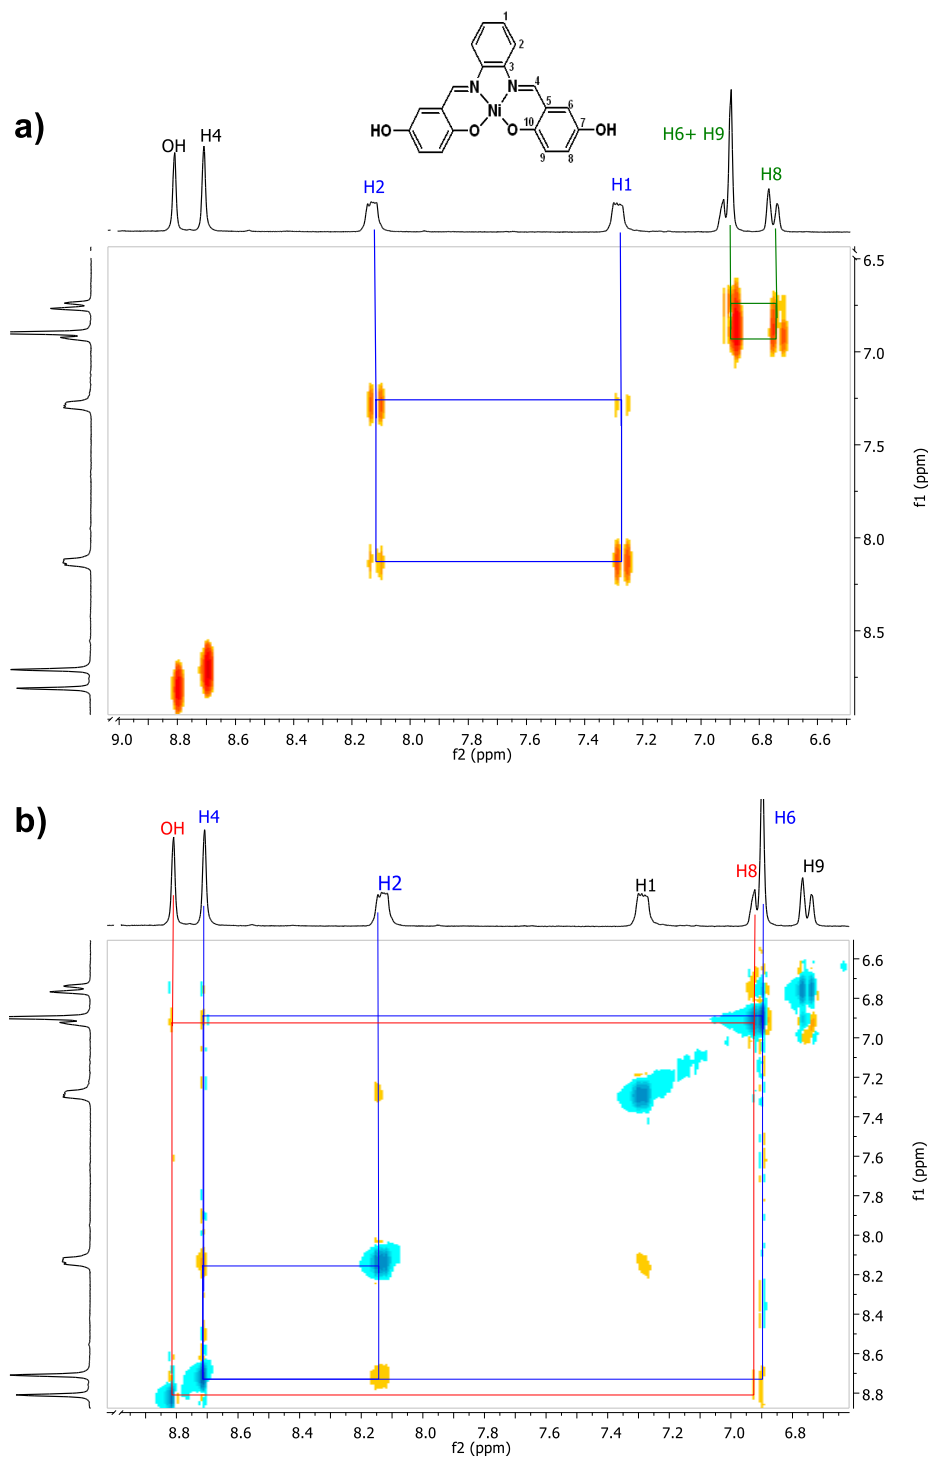 a)
1
2
3
4
N
N
5
6
Ni
HO
10
7
OH
O
O
9
8
OH
H4
H2
H1
H6+ H9
H8
6.5
7.0
7.5
8.0
8.5
f1 (ppm)
9.0 8.8 8.6 8.4 8.2 8.0 7.8 7.6 7.4 7.2 7.0 6.8 6.6
f2 (ppm)
b)
OH
H4
H2
H1
H8
H6
H9
6.6
6.8
7.0
7.2
7.4
7.6
7.8
8.0
8.2
8.4
8.6
8.8
f1 (ppm)
8.8 8.6 8.4 8.2 8.0 7.8 7.6 7.4 7.2 7.0 6.8
f2 (ppm)